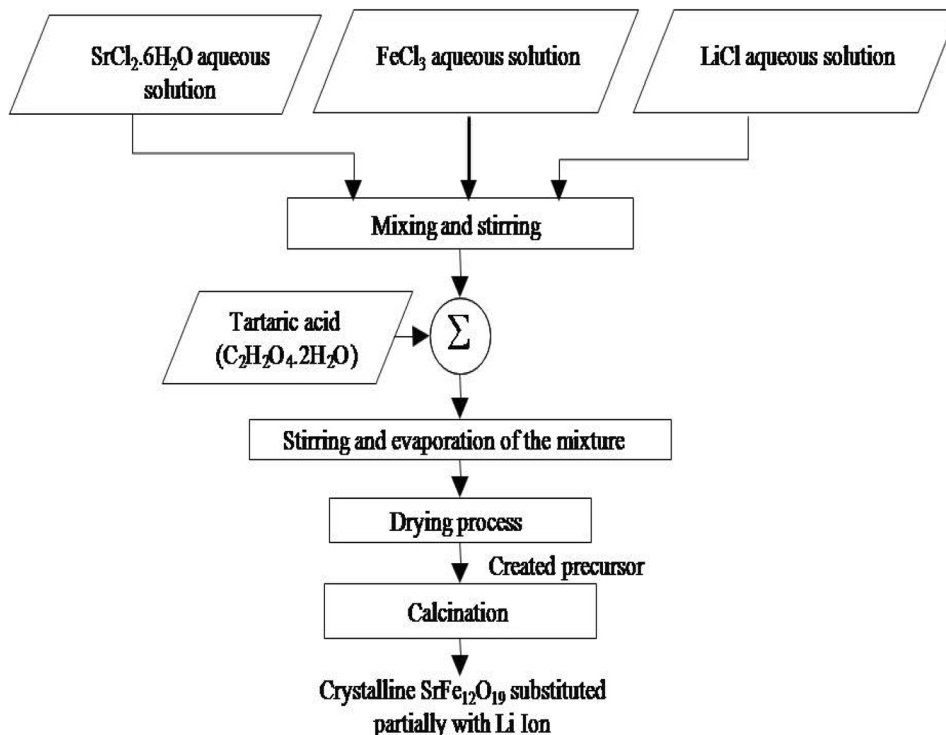 SrCl₂.6H₂O aqueous
solution
FeCl₃ aqueous solution
LiCl aqueous solution
Mixing and stirring
Tartaric acid
(C₂H₂O₄.2H₂O)
Σ
Stirring and evaporation of the mixture
Drying process
Created precursor
Calcination
Crystalline SrFe₁₂O₁₉ substituted
partially with Li Ion